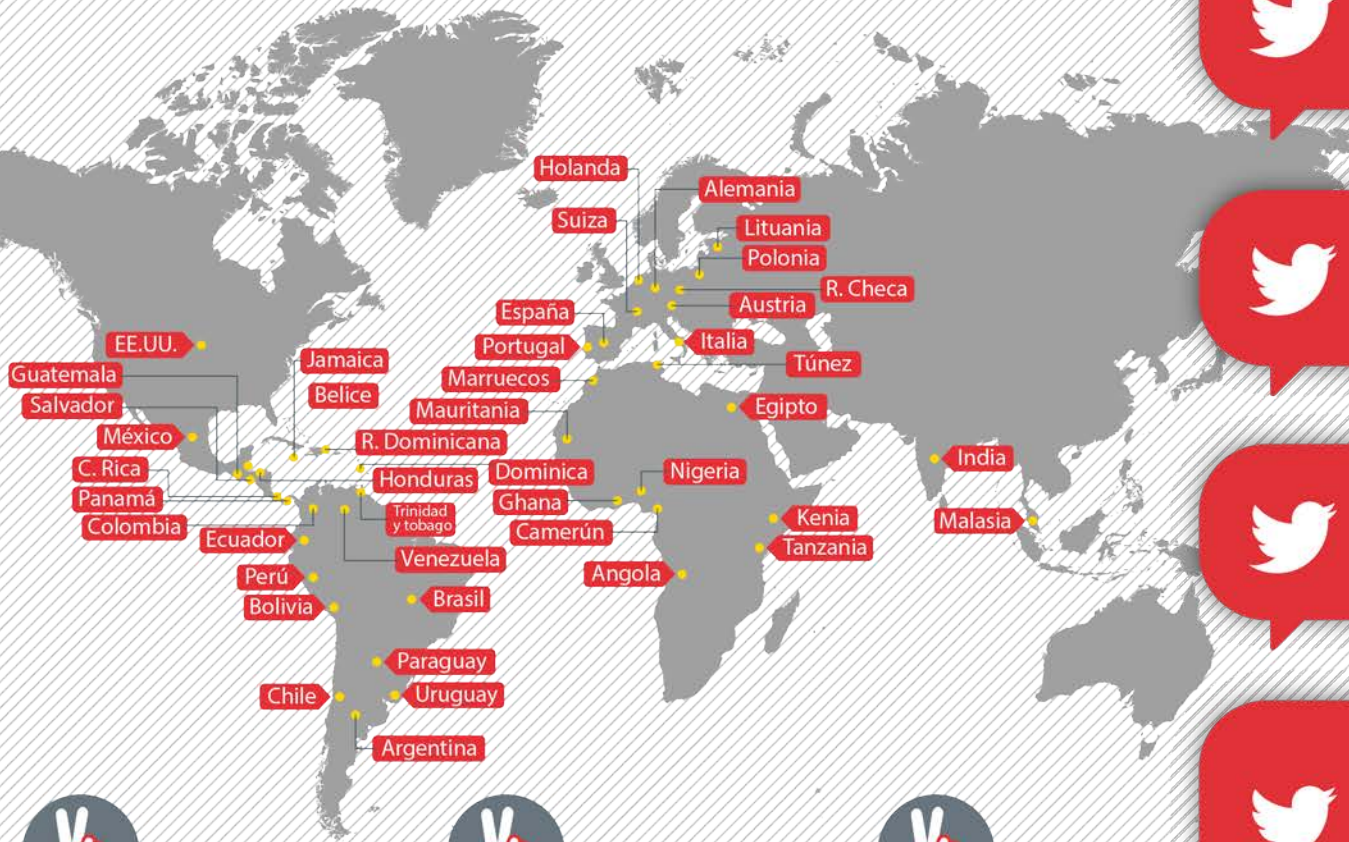 Holanda
Alemania
Suiza
Lituania
Polonia
R. Checa
España
Austria
EE.UU.
Portugal
Italia
Jamaica
Túnez
Guatemala
Marruecos
Belice
Salvador
Mauritania
Egipto
México
R. Dominicana
India
C. Rica
Honduras
Dominica
Nigeria
Panamá
Ghana
Trinidad
y tobago
Kenia
Malasia
Colombia
Camerún
Ecuador
Tanzania
Venezuela
Perú
Angola
Bolivia
Brasil
Paraguay
Chile
Uruguay
Argentina